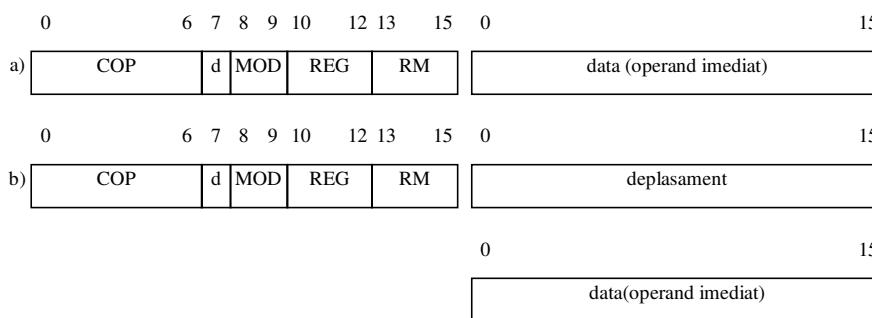 0 6 7 8 9 10 12 13 15 0 15
a) COP d MOD REG RM data (operand imediat)
0 6 7 8 9 10 12 13 15 0 15
b) COP d MOD REG RM deplasament
0 15
data(operand imediat)